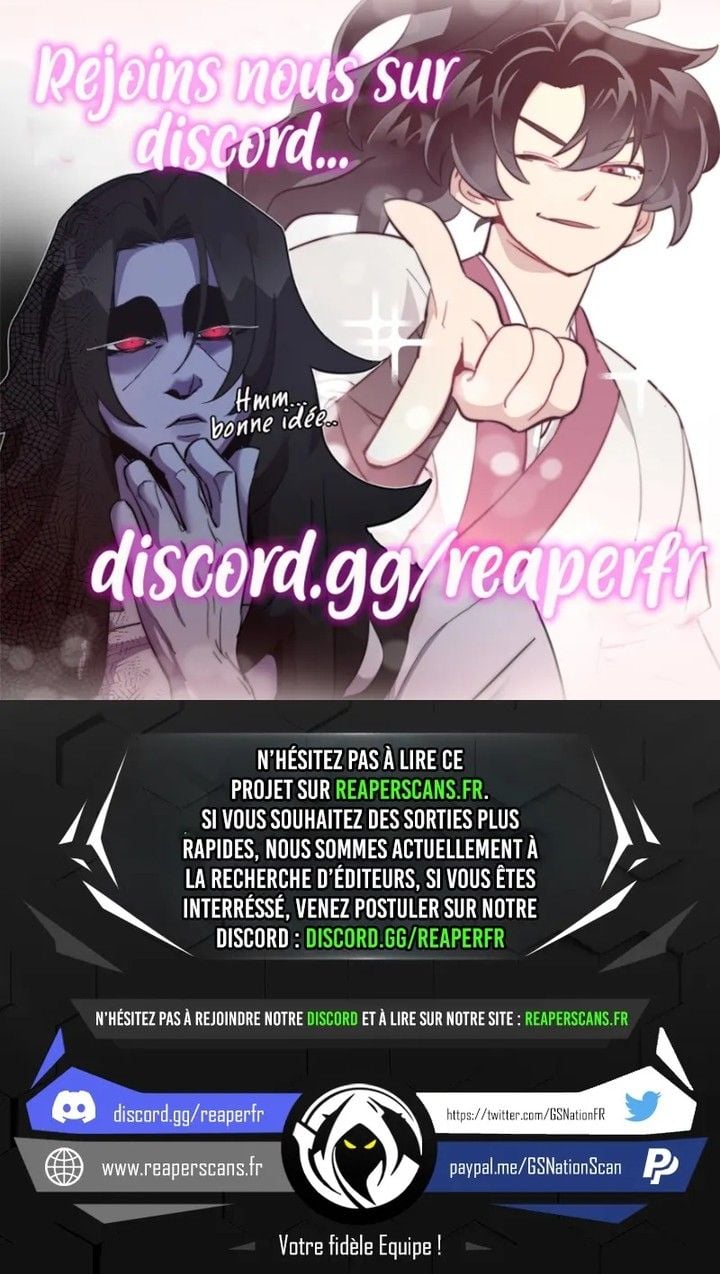 Rejoins nous sur
discord...
Hmm...
bonne idée..
discord.gg/reaperfr
N'HÉSITEZ PAS À LIRE CE
PROJET SUR REAPERSCANS.FR.
SI VOUS SOUHAITEZ DES SORTIES PLUS
RAPIDES, NOUS SOMMES ACTUELLEMENT À
LA RECHERCHE D'ÉDITEURS, SI VOUS ÊTES
INTERRÉSSÉ, VENEZ POSTULER SUR NOTRE
DISCORD : DISCORD.GG/REAPERFR
N'HÉSITEZ PAS À REJOINDRE NOTRE DISCORD ET À LIRE SUR NOTRE SITE : REAPERSCANS.FR
discord.gg/reaperfr
https://twitter.com/GSNationFR
www.reaperscans.fr
paypal.me/GSNationScan
Votre fidèle Equipe !